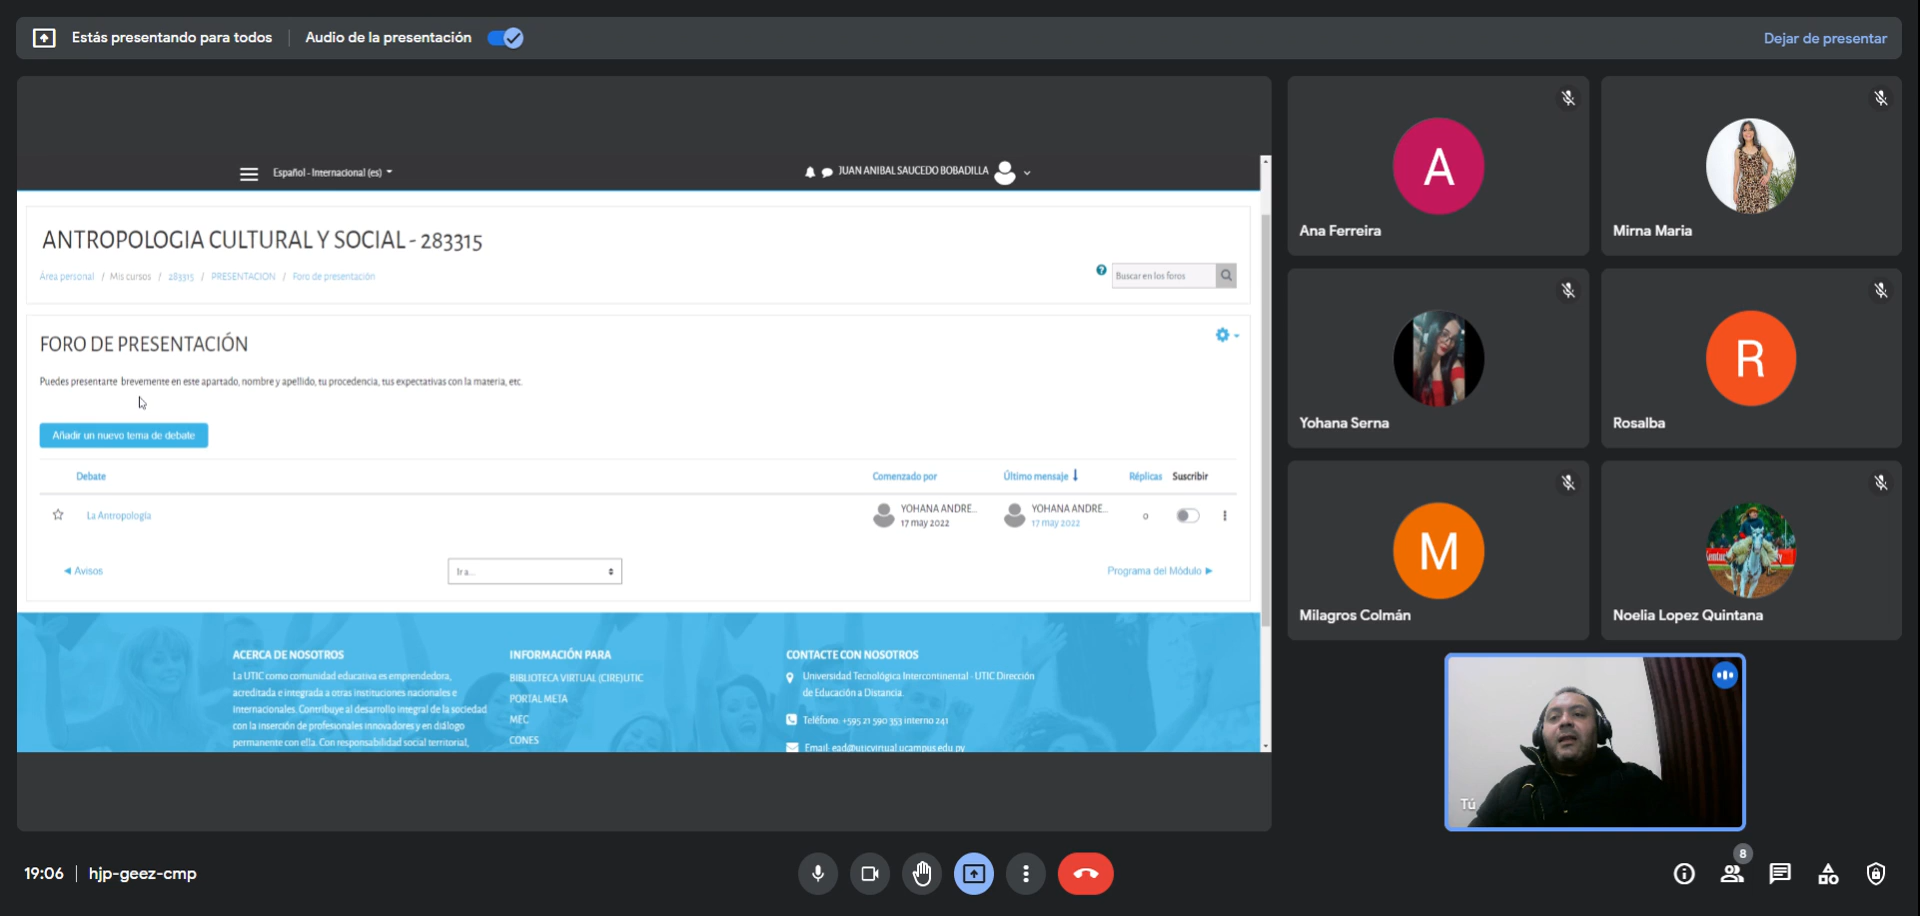 Estás presentando para todos
Audio de la presentación
Dejar de presentar
Español - Internacional (es)
JUAN ANIBAL SAUCEDO BOBADILLA
ANTROPOLOGIA CULTURAL Y SOCIAL - 283315
Área personal / Mis cursos / 283315 / PRESENTACION / Foro de presentación
Buscar en los foros
FORO DE PRESENTACIÓN
Puedes presentarte brevemente en este apartado, nombre y apellido, tu procedencia, tus expectativas con la materia, etc.
Añadir un nuevo tema de debate
Debate Comenzado por Último mensaje Réplicas Suscribir
La Antropología
YOHANA ANDRE...
17 may 2022
YOHANA ANDRE...
17 may 2022
0
Avisos
Ir a...
Programa del Módulo
ACERCA DE NOSOTROS
La UTIC como comunidad educativa es emprendedora,
acreditada e integrada a otras instituciones nacionales e
internacionales. Contribuye al desarrollo integral de la sociedad
con la inserción de profesionales innovadores y en diálogo
permanente con ella. Con responsabilidad social territorial,
INFORMACIÓN PARA
BIBLIOTECA VIRTUAL (CIRE)UTIC
PORTAL META
MEC
CONES
CONTACTE CON NOSOTROS
Universidad Tecnológica Intercontinental - UTIC Dirección
de Educación a Distancia.
Teléfono: +595 21 590 353 interno 241
Email: ead@uticvirtual.ucampus.edu.py
A
Ana Ferreira
Mirna Maria
Yohana Serna
R
Rosalba
M
Milagros Colmán
Noelia Lopez Quintana
Tú
19:06 | hjp-geez-cmp
8